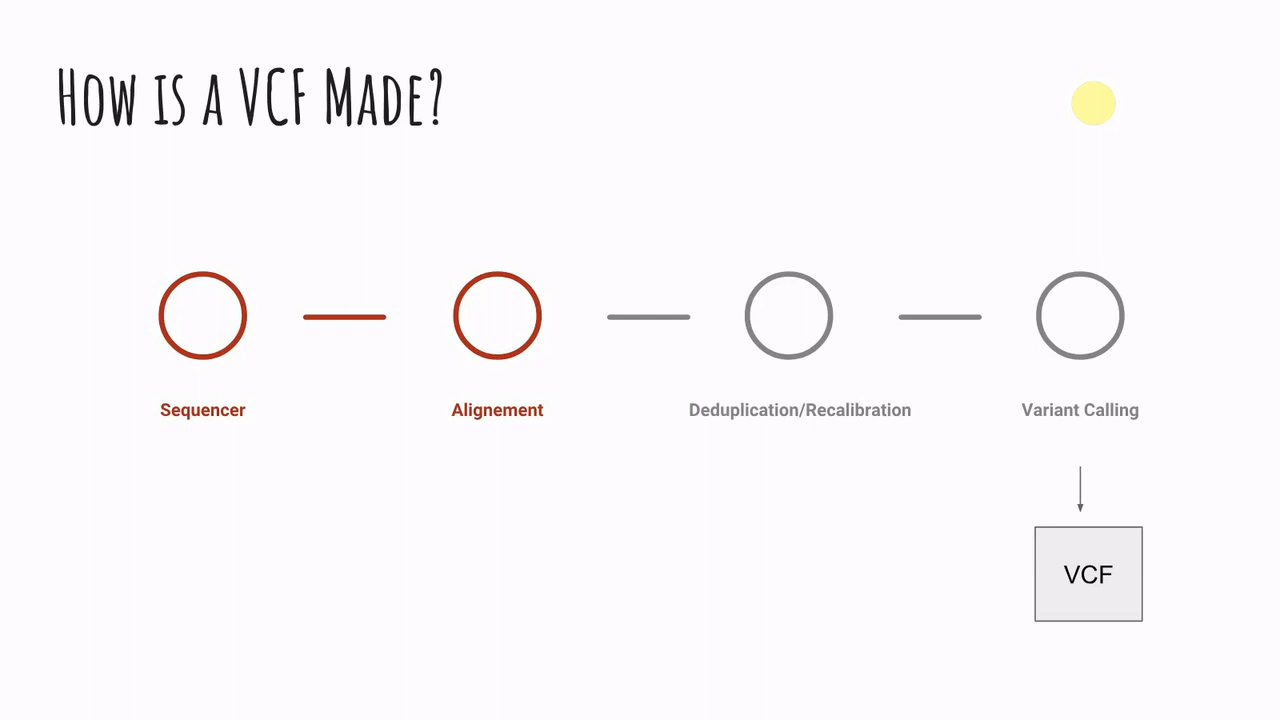 How is a VCF Made?
Sequencer
Alignement
Deduplication/Recalibration
Variant Calling
VCF